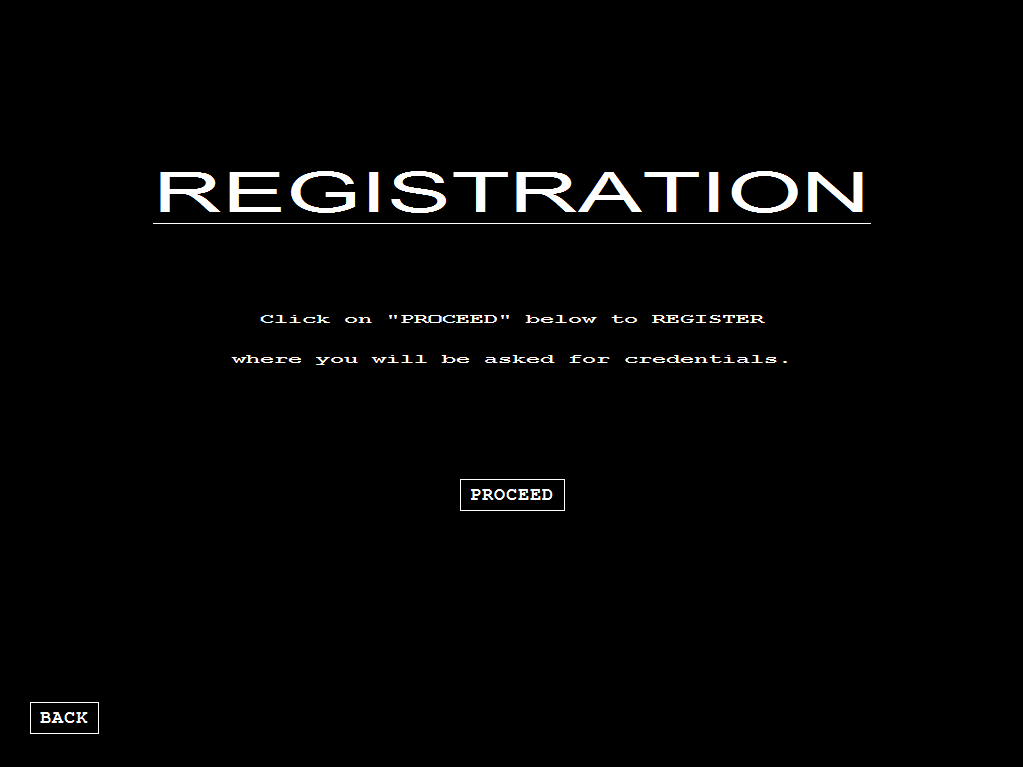 REGISTRATION
Click on "PROCEED" below to REGISTER
where you will be asked for credentials.
PROCEED
BACK